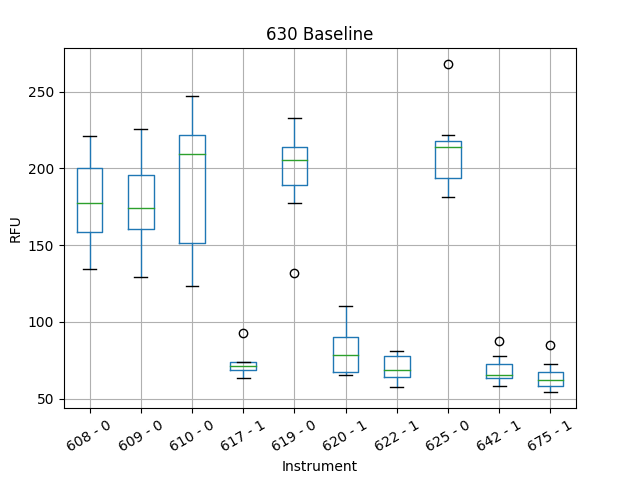 630 Baseline
250
200
150
100
50
RFU
608 - 0
609 - 0
610 - 0
617 - 1
619 - 0
620 - 1
622 - 1
625 - 0
642 - 1
675 - 1
Instrument